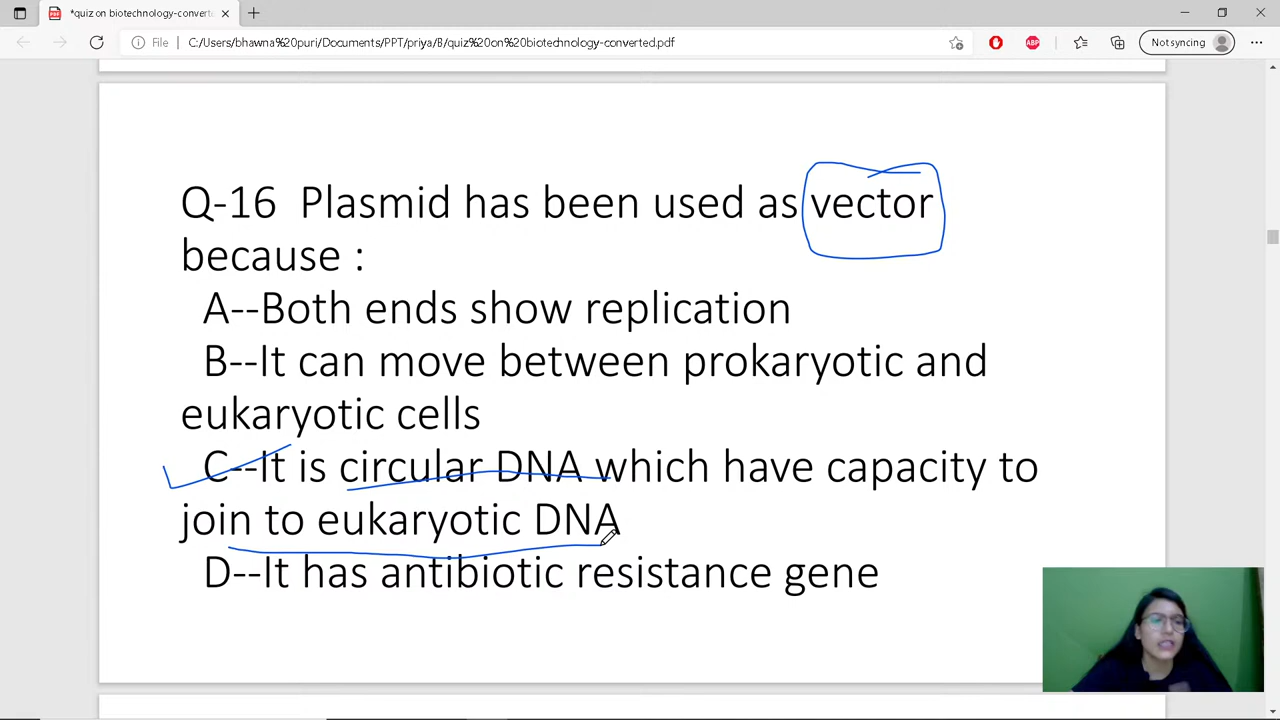 *quiz on biotechnology-converte
File C:/Users/bhawna%20puri/Documents/PPT/priya/B/quiz%20on%20biotechnology-converted.pdf
ABP
Not syncing
Q-16 Plasmid has been used as vector
because :
A--Both ends show replication
B--It can move between prokaryotic and
eukaryotic cells
C--It is circular DNA which have capacity to
join to eukaryotic DNA
D--It has antibiotic resistance gene